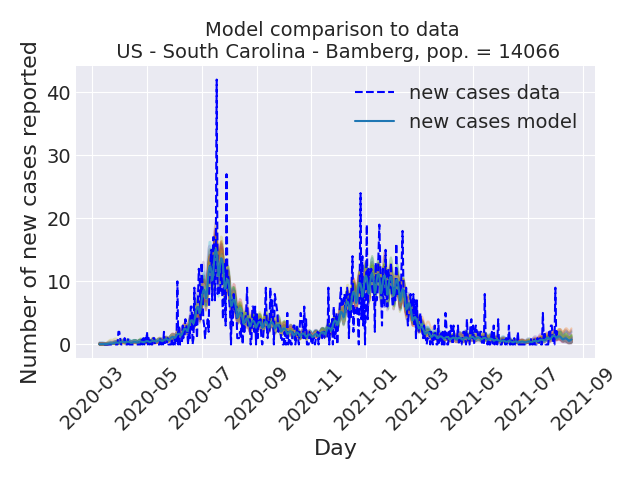 Model comparison to data
US - South Carolina - Bamberg, pop. = 14066
Number of new cases reported
40
30
20
10
0
new cases data
new cases model
2020-03
2020-05
2020-07
2020-09
2020-11
2021-01
2021-03
2021-05
2021-07
2021-09
Day